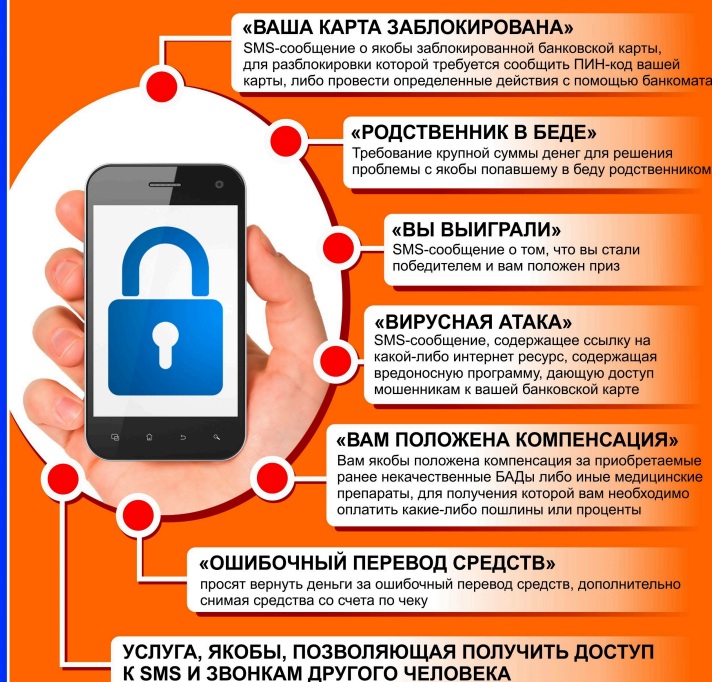 «ВАША КАРТА ЗАБЛОКИРОВАНА»
SMS-сообщение о якобы заблокированной банковской карты,
для разблокировки которой требуется сообщить ПИН-код вашей
карты, либо провести определенные действия с помощью банкомата
«РОДСТВЕННИК В БЕДЕ»
Требование крупной суммы денег для решения
проблемы с якобы попавшему в беду родственником
«ВЫ ВЫИГРАЛИ»
SMS-сообщение о том, что вы стали
победителем и вам положен приз
«ВИРУСНАЯ АТАКА»
SMS-сообщение, содержащее ссылку на
какой-либо интернет ресурс, содержащая
вредоносную программу, дающую доступ
мошенникам к вашей банковской карте
«ВАМ ПОЛОЖЕНА КОМПЕНСАЦИЯ»
Вам якобы положена компенсация за приобретаемые
ранее некачественные БАДы либо иные медицинские
препараты, для получения которой вам необходимо
оплатить какие-либо пошлины или проценты
«ОШИБОЧНЫЙ ПЕРЕВОД СРЕДСТВ»
просят вернуть деньги за ошибочный перевод средств, дополнительно
снимая средства со счета по чеку
УСЛУГА, ЯКОБЫ, ПОЗВОЛЯЮЩАЯ ПОЛУЧИТЬ ДОСТУП
К SMS И ЗВОНКАМ ДРУГОГО ЧЕЛОВЕКА